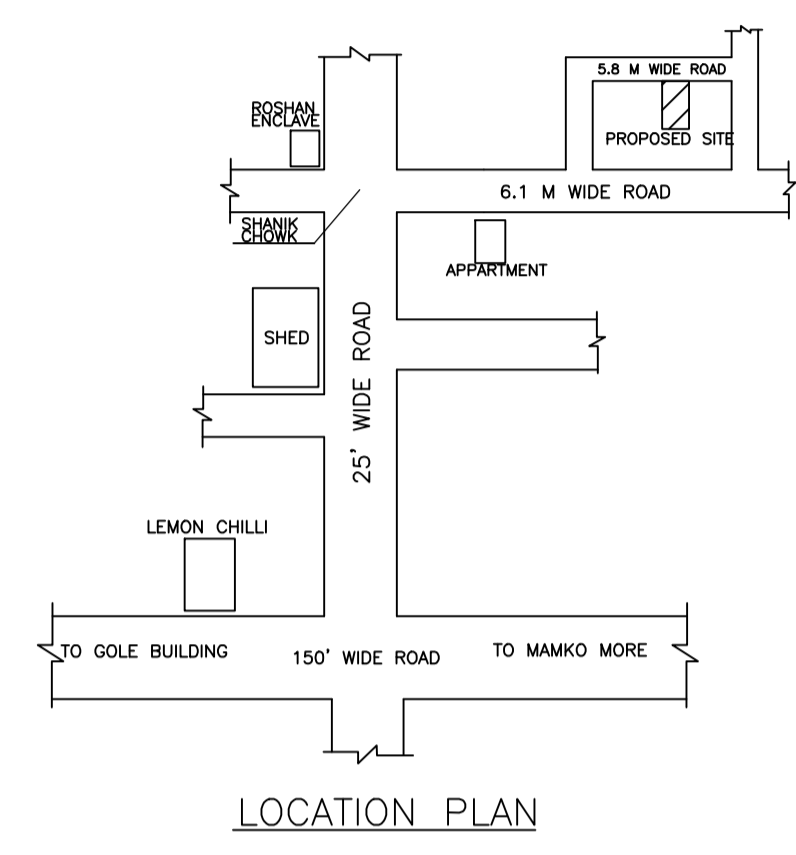 5.8 M WIDE ROAD
ROSHAN
ENCLAVE
PROPOSED SITE
6.1 M WIDE ROAD
SHANIK
CHOWK
APPARTMENT
SHED
25' WIDE ROAD
LEMON CHILLI
TO GOLE BUILDING
150' WIDE ROAD
TO MAMKO MORE
LOCATION PLAN